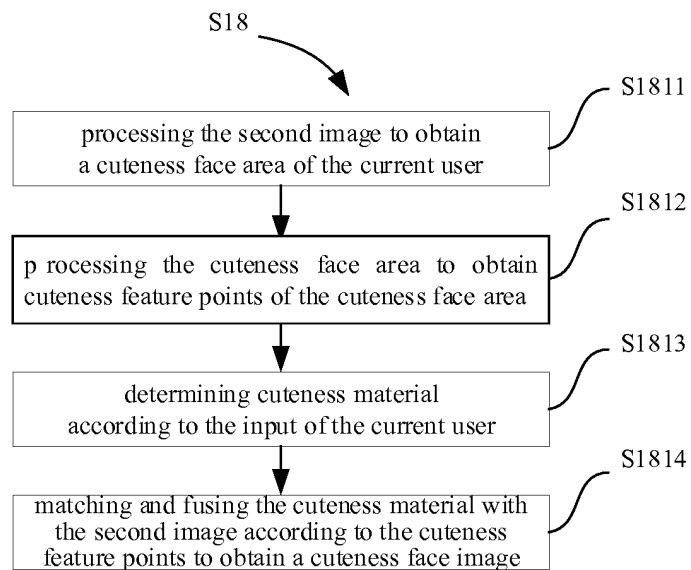 S18
S1811
processing the second image to obtain
a cuteness face area of the current user
S1812
p rocessing the cuteness face area to obtain
cuteness feature points of the cuteness face area
S1813
determining cuteness material
according to the input of the current user
S1814
matching and fusing the cuteness material with
the second image according to the cuteness
feature points to obtain a cuteness face image